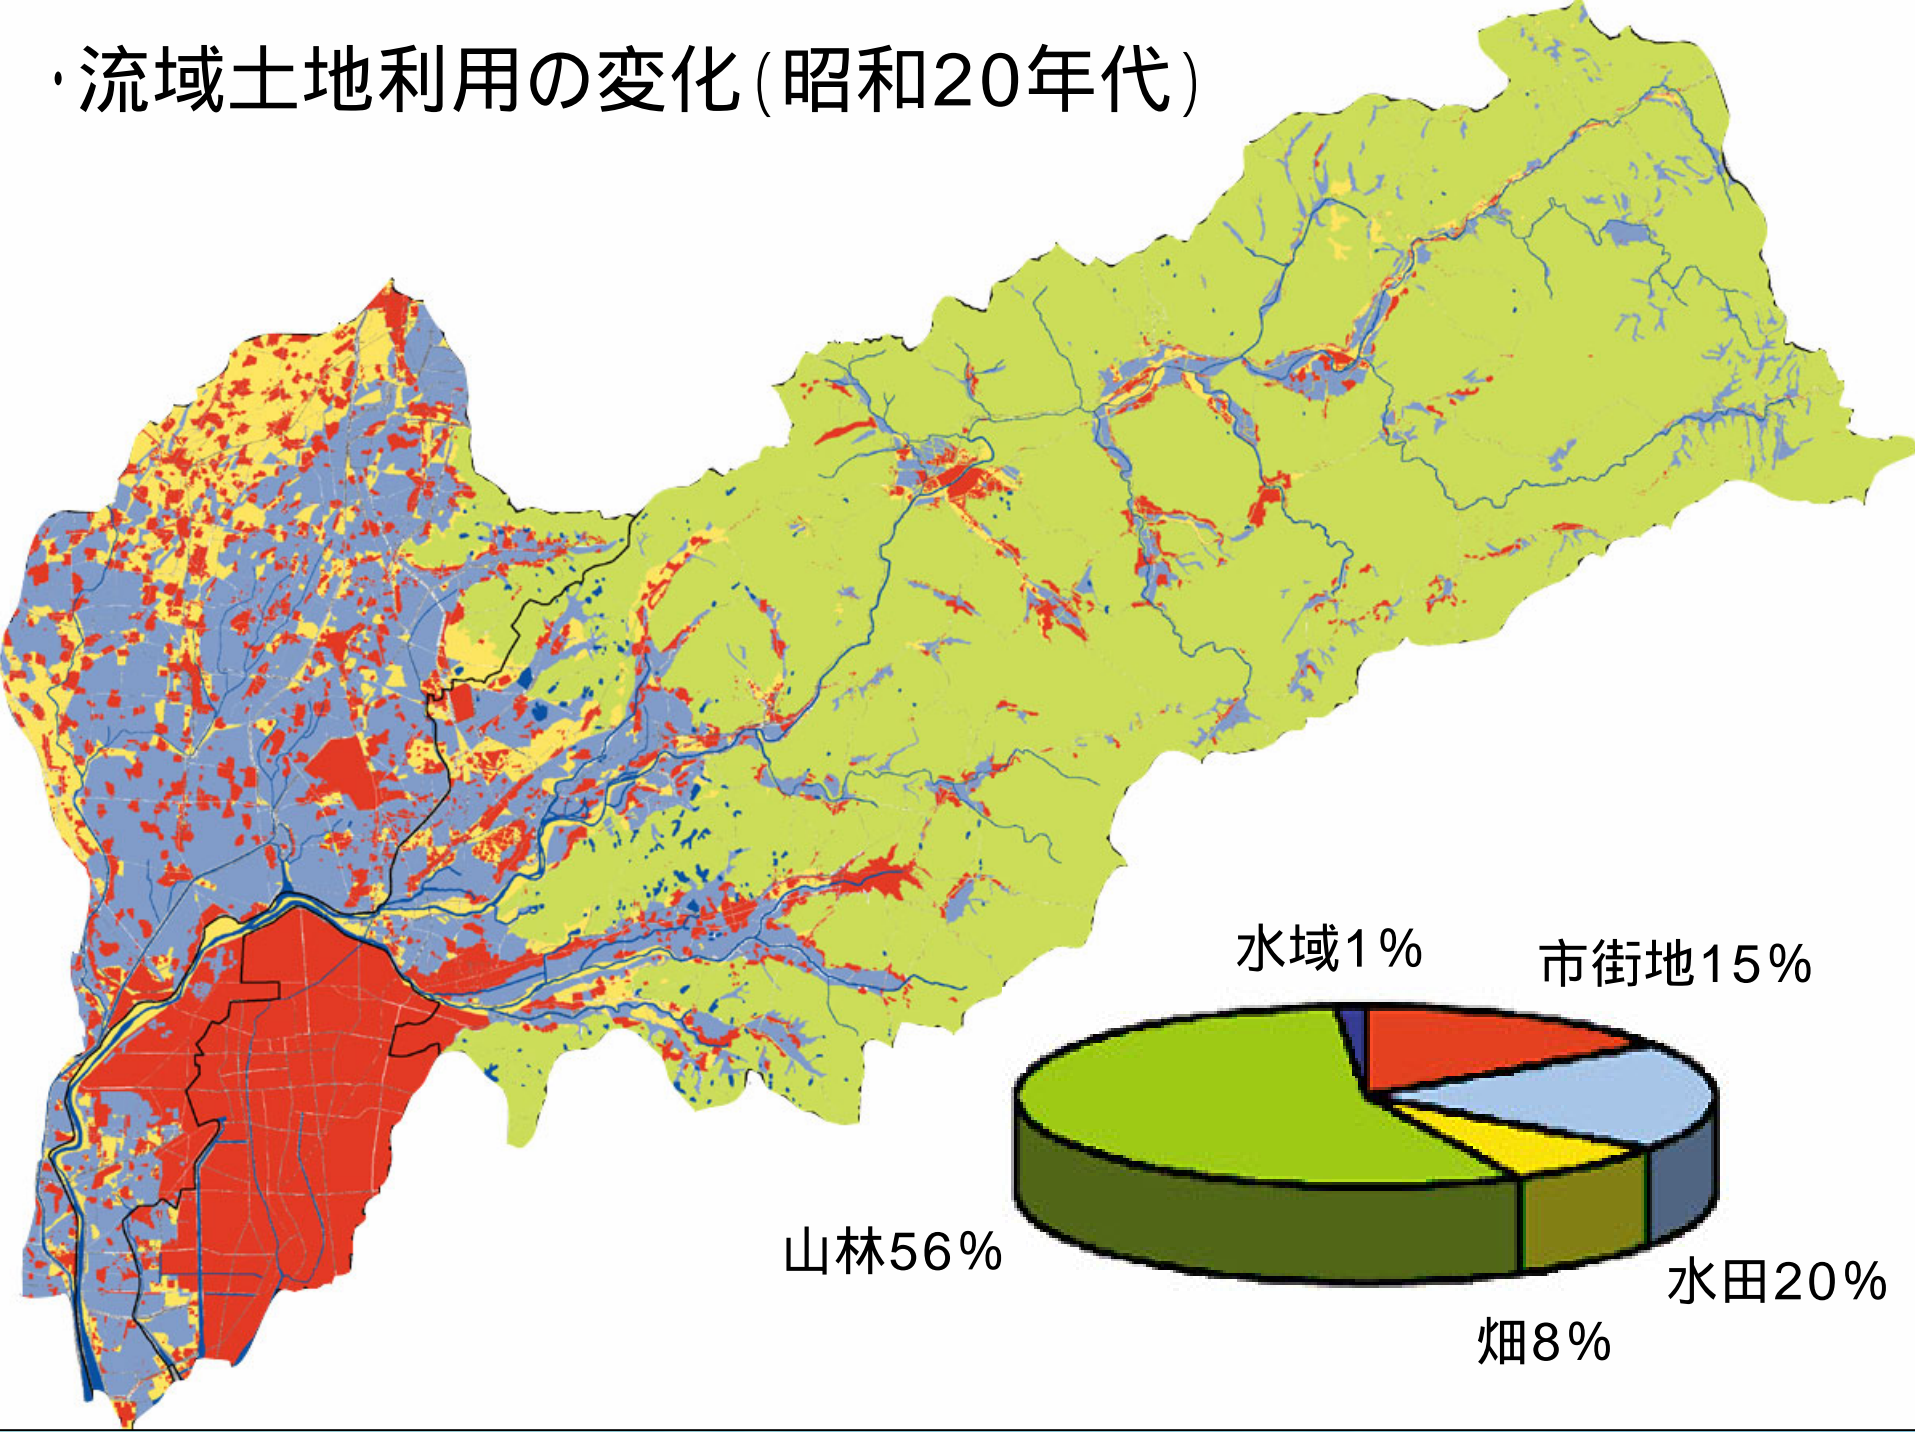 ・流域土地利用の変化(昭和20年代)
水域1%
市街地15%
山林56%
水田20%
畑8%